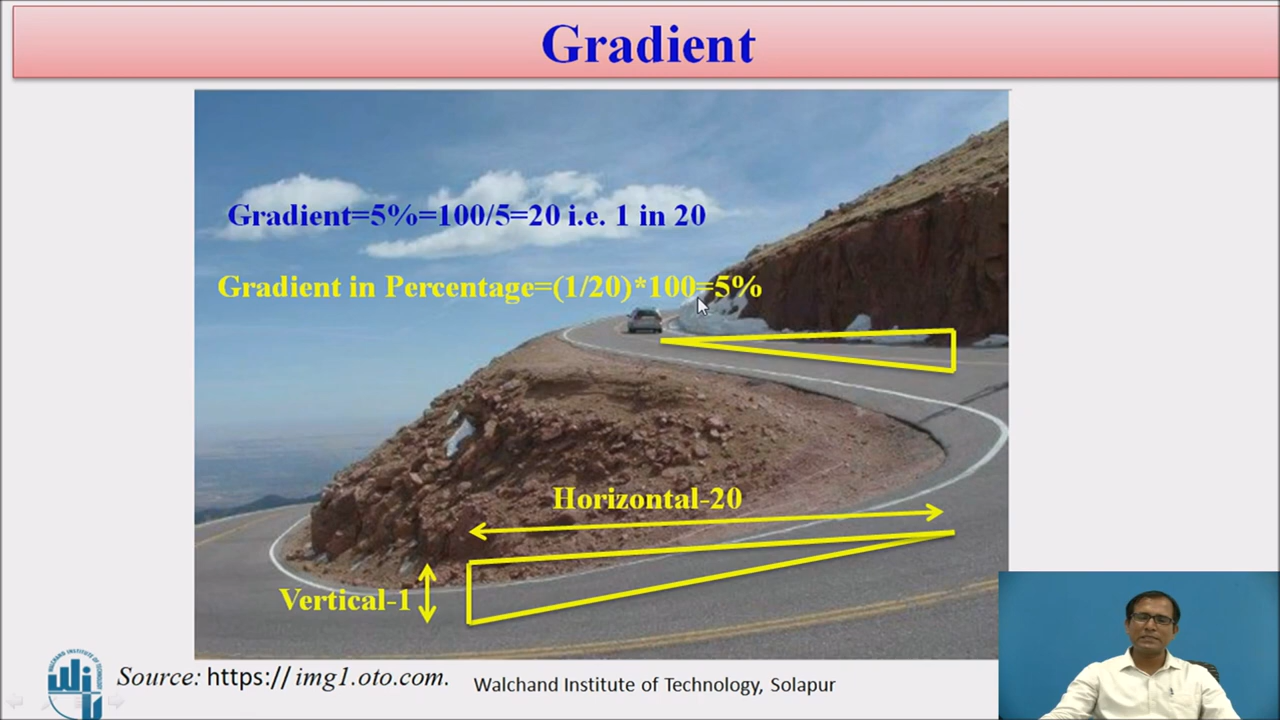 Gradient
Gradient=5%=100/5=20 i.e. 1 in 20
Gradient in Percentage=(1/20)*100=5%
Horizontal-20
Vertical-1
Source: https:// img1.oto.com.
Walchand Institute of Technology, Solapur